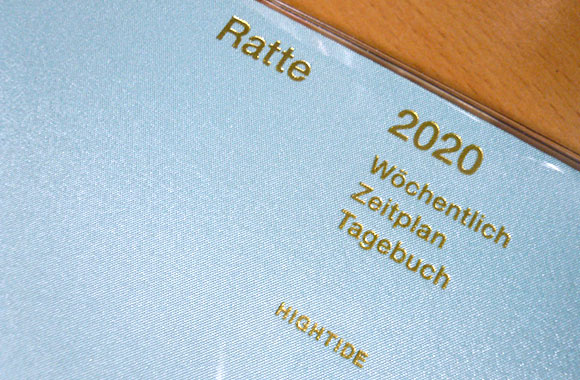 Ratte
2020
Wöchentlich
Zeitplan
Tagebuch
HIGHTIDE